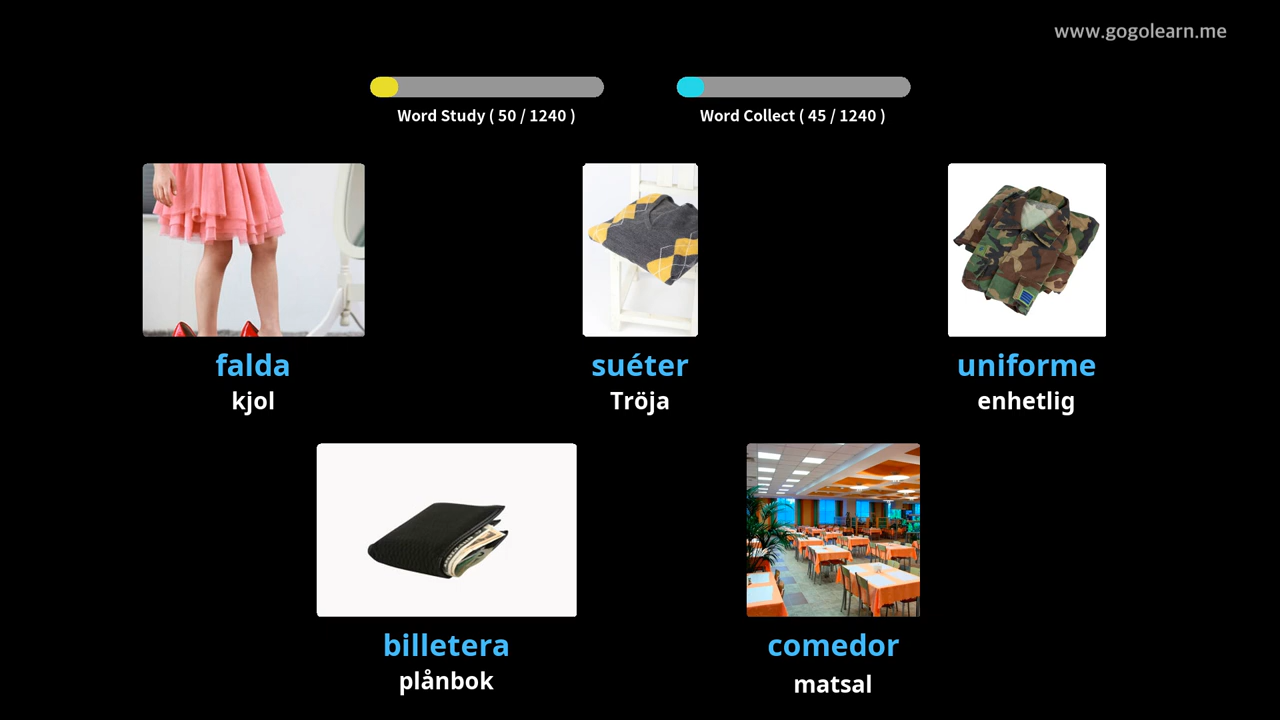 www.gogolearn.me
Word Study ( 50 / 1240 )
Word Collect ( 45 / 1240 )
falda
kjol
suéter
Tröja
uniforme
enhetlig
billetera
plånbok
comedor
matsal